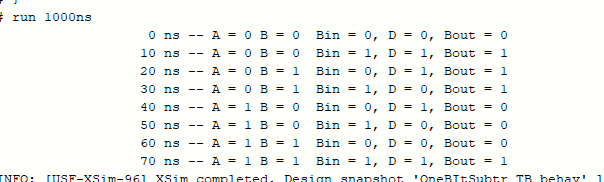 # run 1000ns
0 ns -- A = 0 B = 0  Bin = 0, D = 0, Bout = 0
10 ns -- A = 0 B = 0  Bin = 1, D = 1, Bout = 1
20 ns -- A = 0 B = 1  Bin = 0, D = 1, Bout = 1
30 ns -- A = 0 B = 1  Bin = 1, D = 0, Bout = 1
40 ns -- A = 1 B = 0  Bin = 0, D = 1, Bout = 0
50 ns -- A = 1 B = 0  Bin = 1, D = 0, Bout = 0
60 ns -- A = 1 B = 1  Bin = 0, D = 0, Bout = 0
70 ns -- A = 1 B = 1  Bin = 1, D = 1, Bout = 1
INFO: [USF-XSim-96] XSim completed. Design snapshot 'OneBItSubtr_TB_behav' l